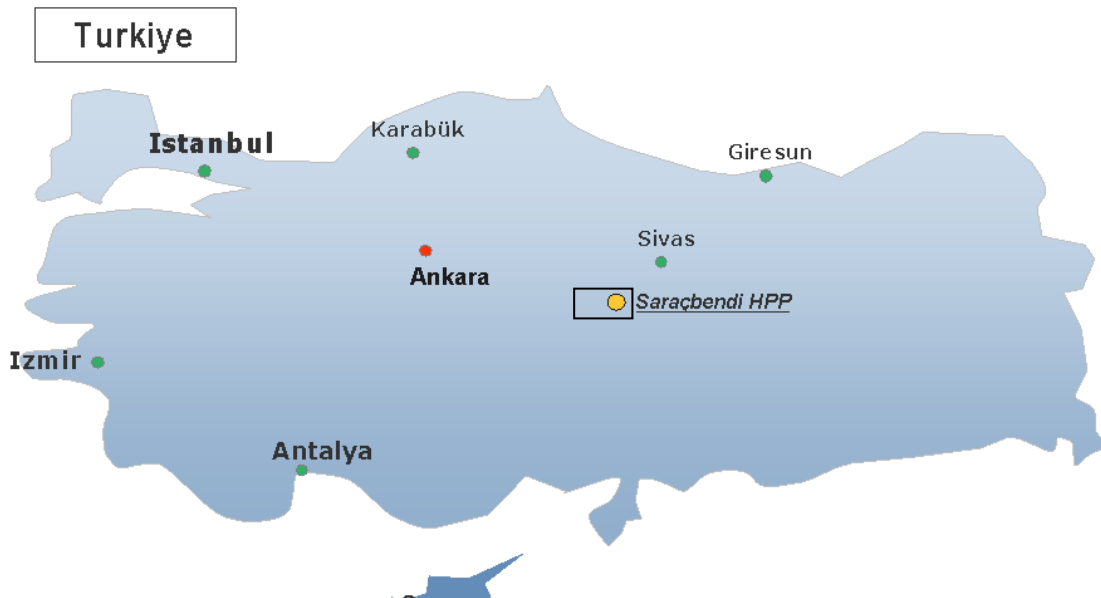 Turkiye
Karabük
Istanbul
Giresun
Sivas
Ankara
Saraçbendi HPP
Izmir
Antalya